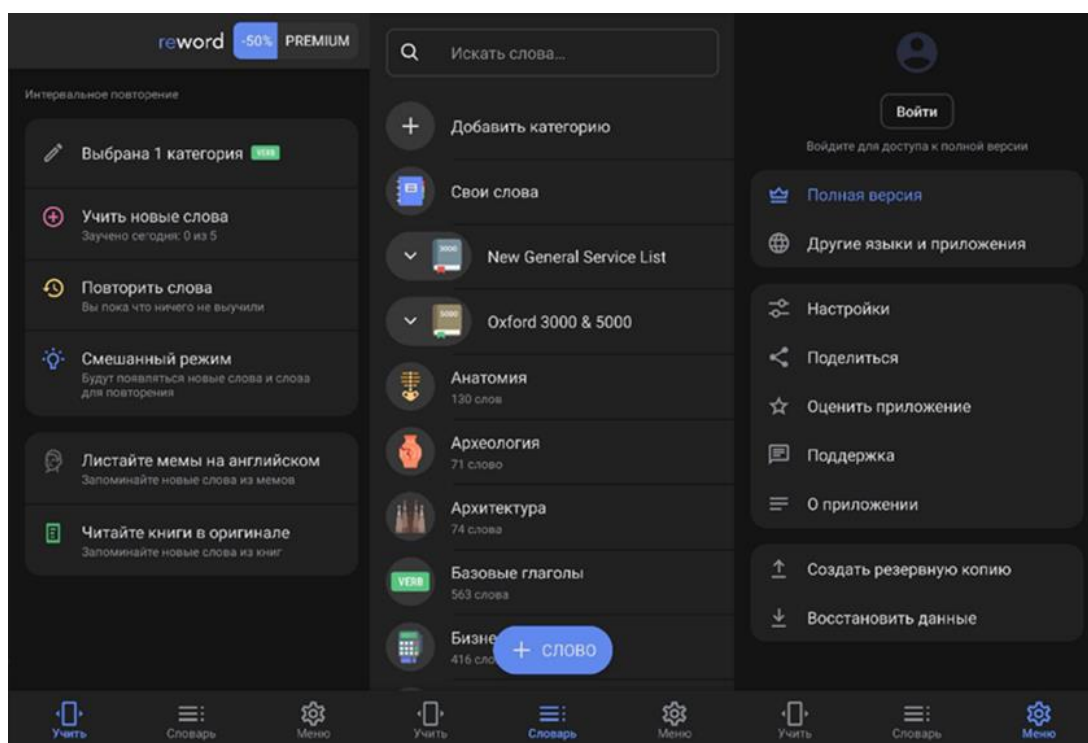 reword -50% PREMIUM
Интервальное повторение
Выбрана 1 категория VERB
Учить новые слова
Заучено сегодня: 0 из 5
Повторить слова
Вы пока что ничего не выучили
Смешанный режим
Будут появляться новые слова и слова
для повторения
Листайте мемы на английском
Запоминайте новые слова из мемов
Читайте книги в оригинале
Запоминайте новые слова из книг
Учить Словарь Меню
Искать слова...
Добавить категорию
Свои слова
3000 New General Service List
5000 Oxford 3000 & 5000
Анатомия
130 слов
Археология
71 слово
Архитектура
74 слова
VERB Базовые глаголы
563 слова
Бизне
416 сло
+ СЛОВО
Учить Словарь Меню
Войти
Войдите для доступа к полной версии
Полная версия
Другие языки и приложения
Настройки
Поделиться
Оценить приложение
Поддержка
О приложении
Создать резервную копию
Восстановить данные
Учить Словарь Меню